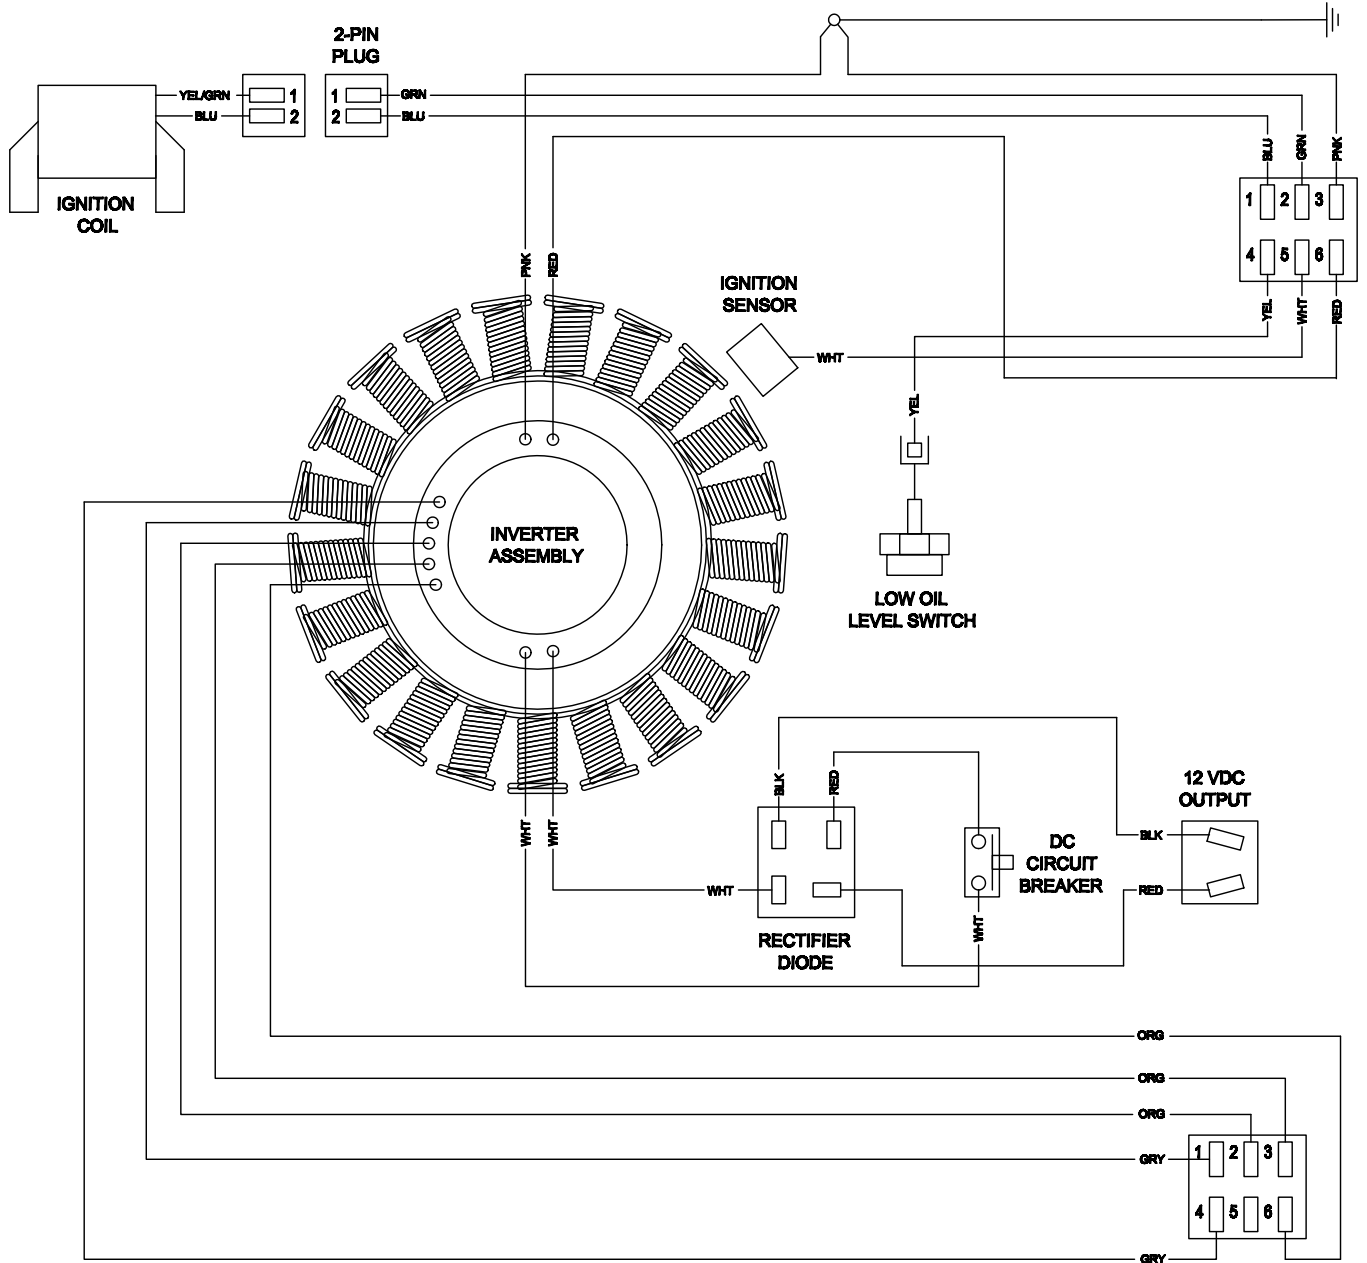 2-PIN
PLUG
YEL/GRN
1
1
GRN
BLU
2
2
BLU
IGNITION
COIL
BLU
GRN
PNK
1
2
3
4
5
6
YEL
WHT
RED
PNK
RED
IGNITION
SENSOR
WHT
YEL
INVERTER
ASSEMBLY
LOW OIL
LEVEL SWITCH
BLK
RED
12 VDC
OUTPUT
WHT
WHT
BLK
DC
CIRCUIT
BREAKER
WHT
RED
WHT
RECTIFIER
DIODE
ORG
ORG
ORG
GRY
1
2
3
4
5
6
GRY